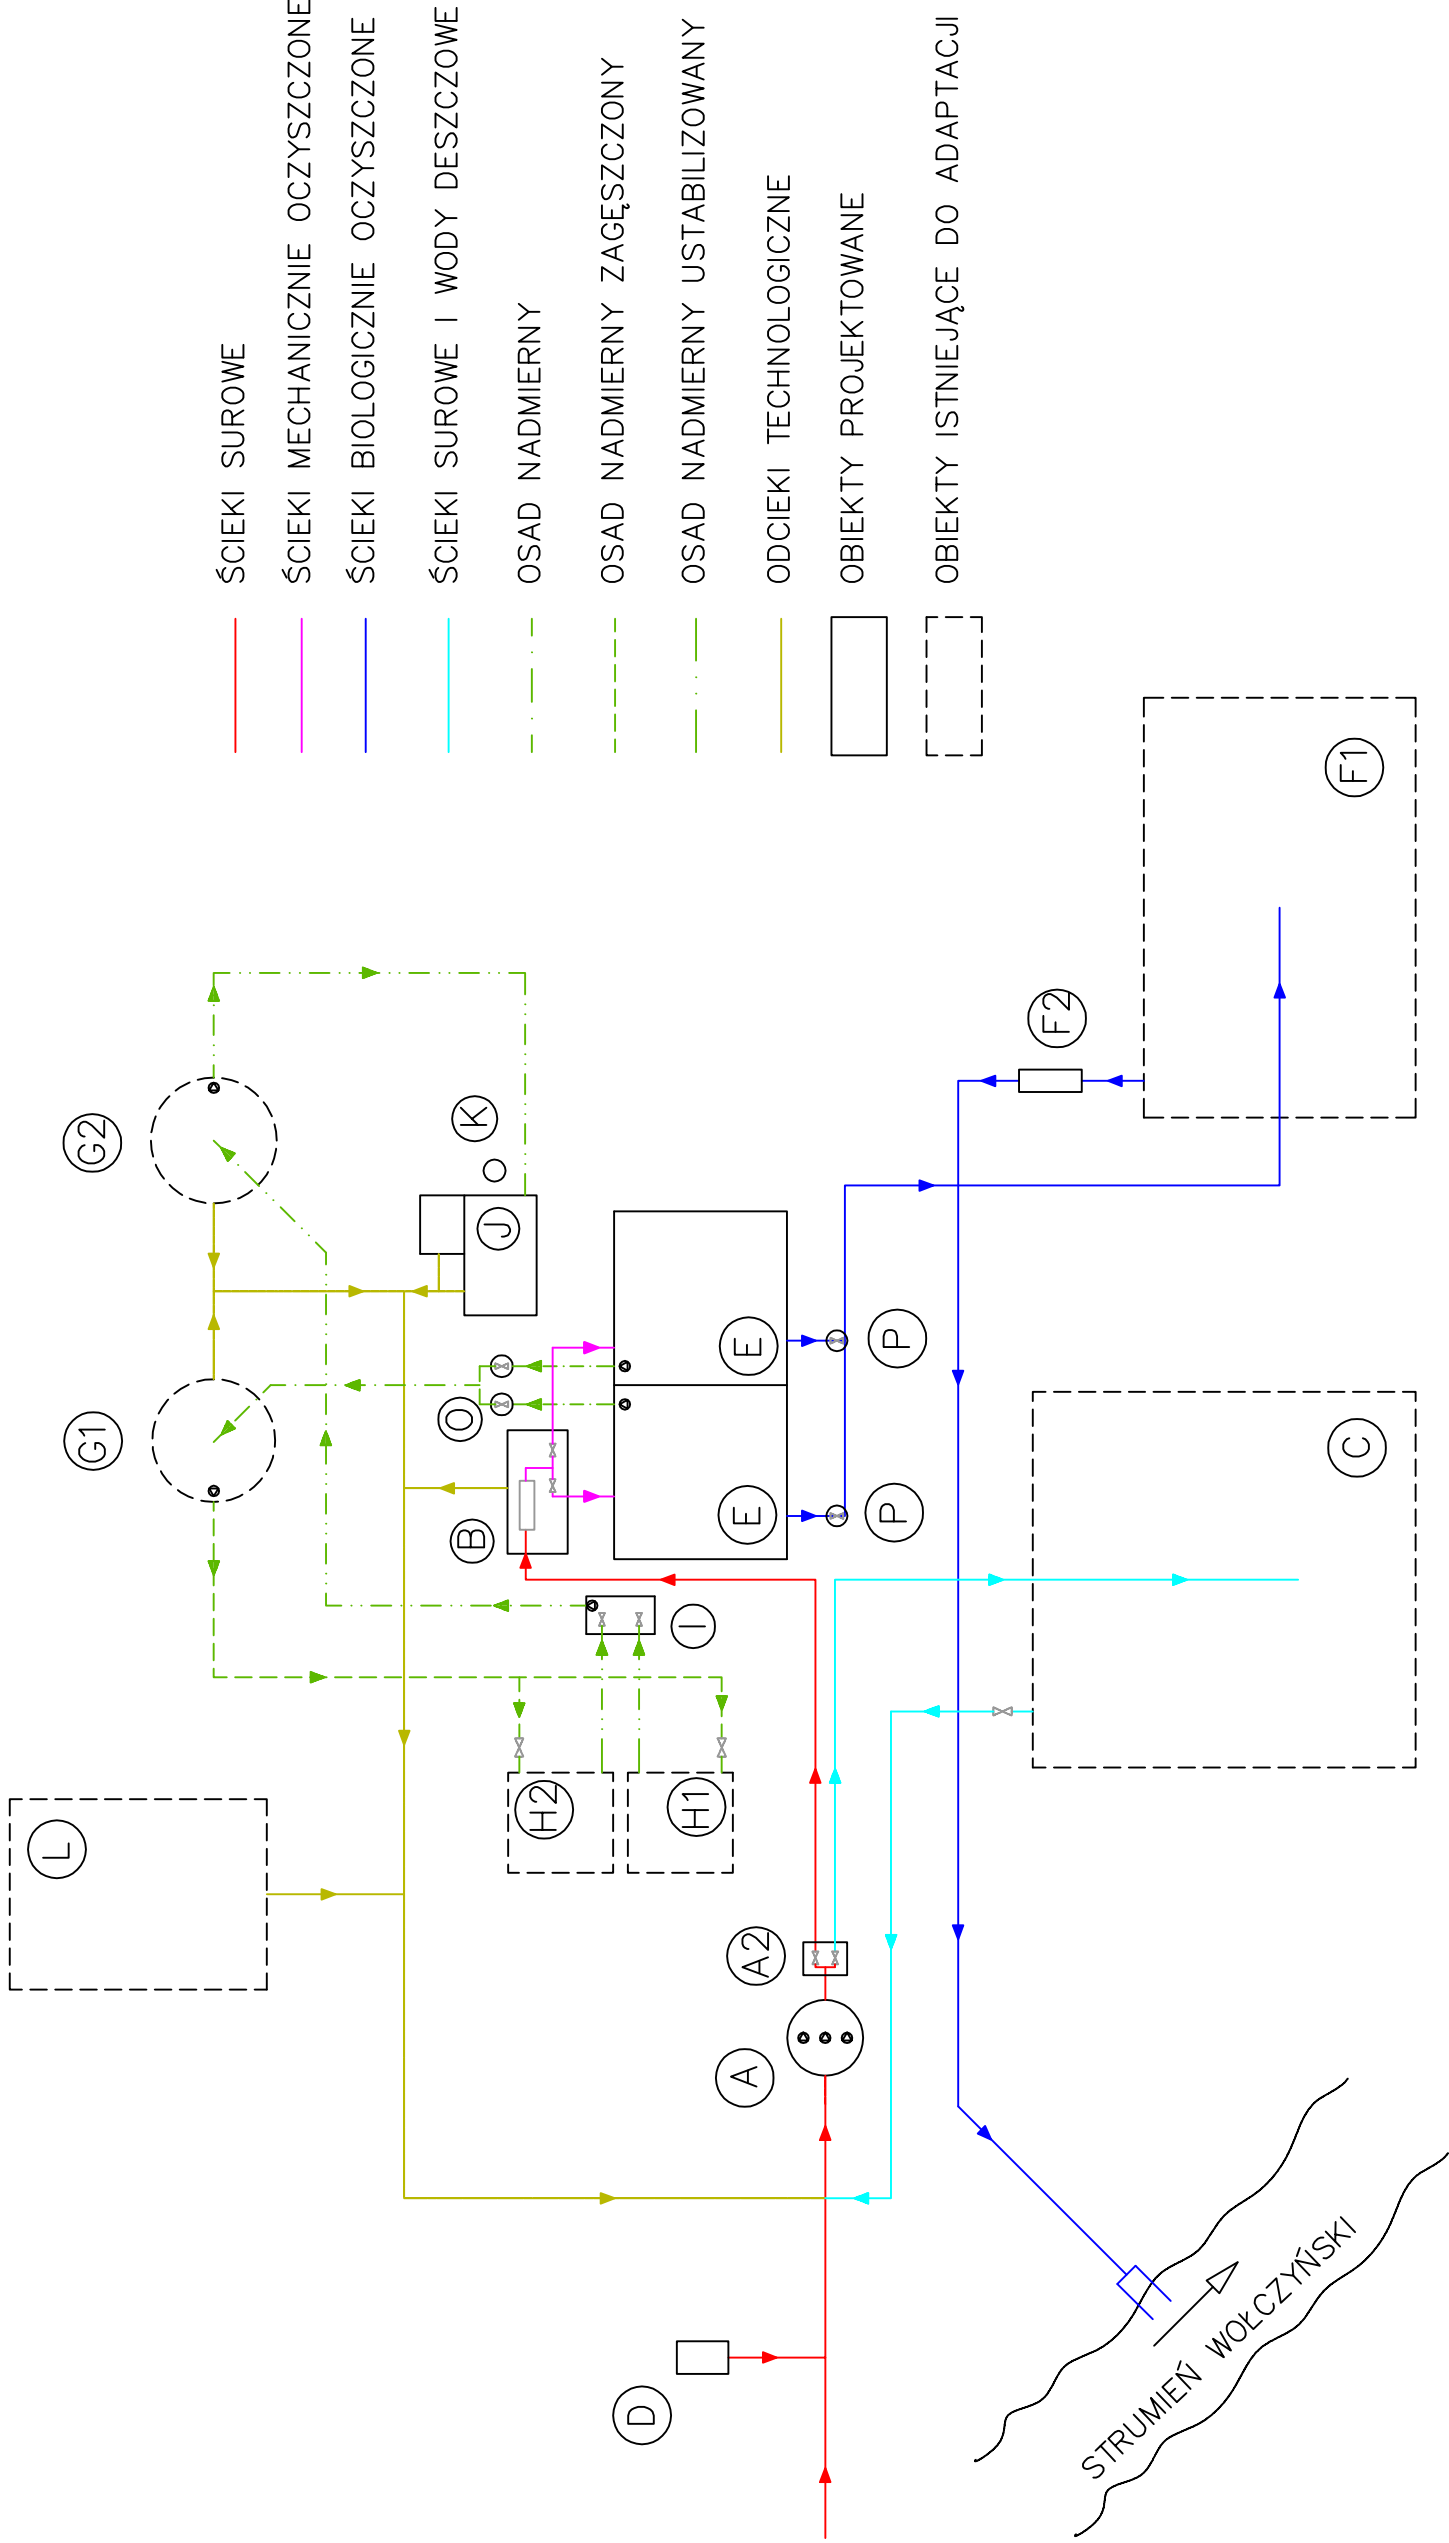 ŚCIEKI SUROWE
ŚCIEKI MECHANICZNIE OCZYSZCZONE
ŚCIEKI BIOLOGICZNIE OCZYSZCZONE
ŚCIEKI SUROWE I WODY DESZCZOWE
OSAD NADMIERNY
OSAD NADMIERNY ZAGĘSZCZONY
OSAD NADMIERNY USTABILIZOWANY
ODCIEKI TECHNOLOGICZNE
OBIEKTY PROJEKTOWANE
OBIEKTY ISTNIEJĄCE DO ADAPTACJI
L
G1
G2
O
K
J
B
H2
H1
I
E
E
A2
A
D
P
P
F2
F1
C
STRUMIEŃ WOŁCZYŃSKI